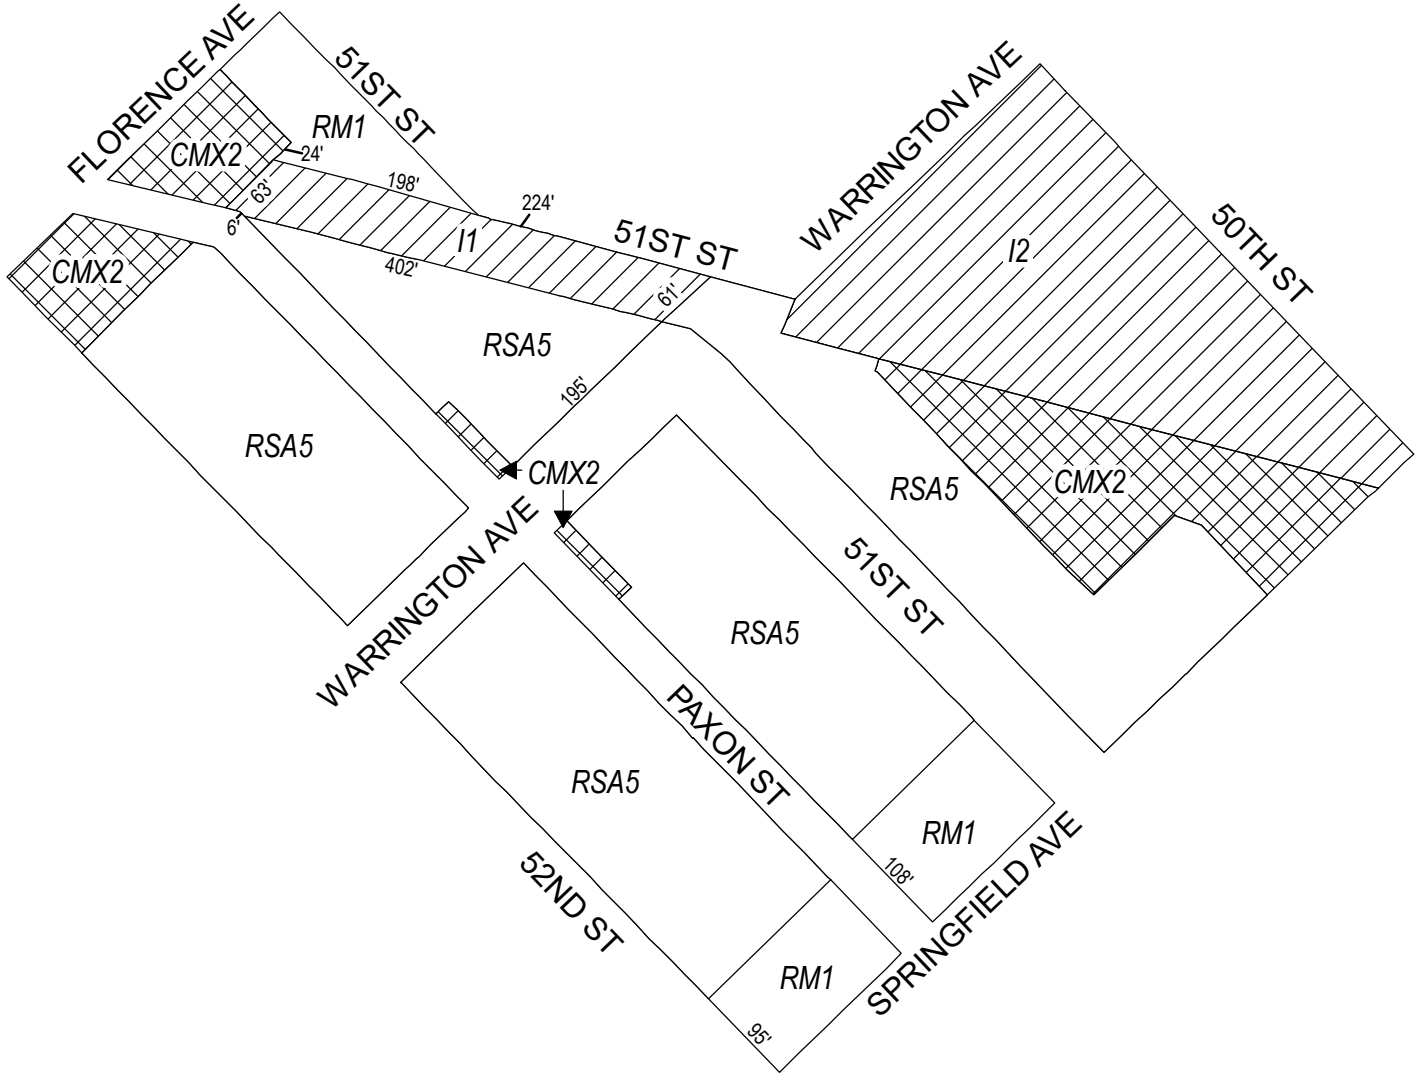 FLORENCE AVE
51ST ST
RM1
CMX2
24'
63'
198'
6'
224'
I1
402'
51ST ST
61'
WARRINGTON AVE
I2
50TH ST
CMX2
RSA5
195'
RSA5
CMX2
CMX2
RSA5
WARRINGTON AVE
51ST ST
RSA5
PAXON ST
RSA5
RM1
108'
SPRINGFIELD AVE
52ND ST
RM1
95'